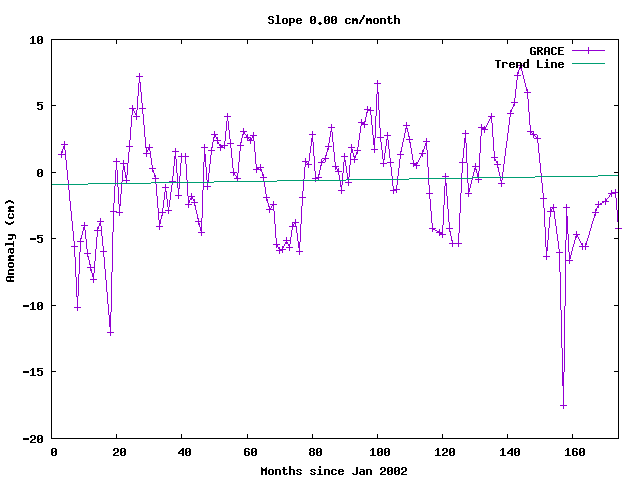 Slope 0.00 cm/month
GRACE
Trend Line
10
5
0
-5
-10
-15
-20
Anomaly (cm)
0 20 40 60 80 100 120 140 160
Months since Jan 2002